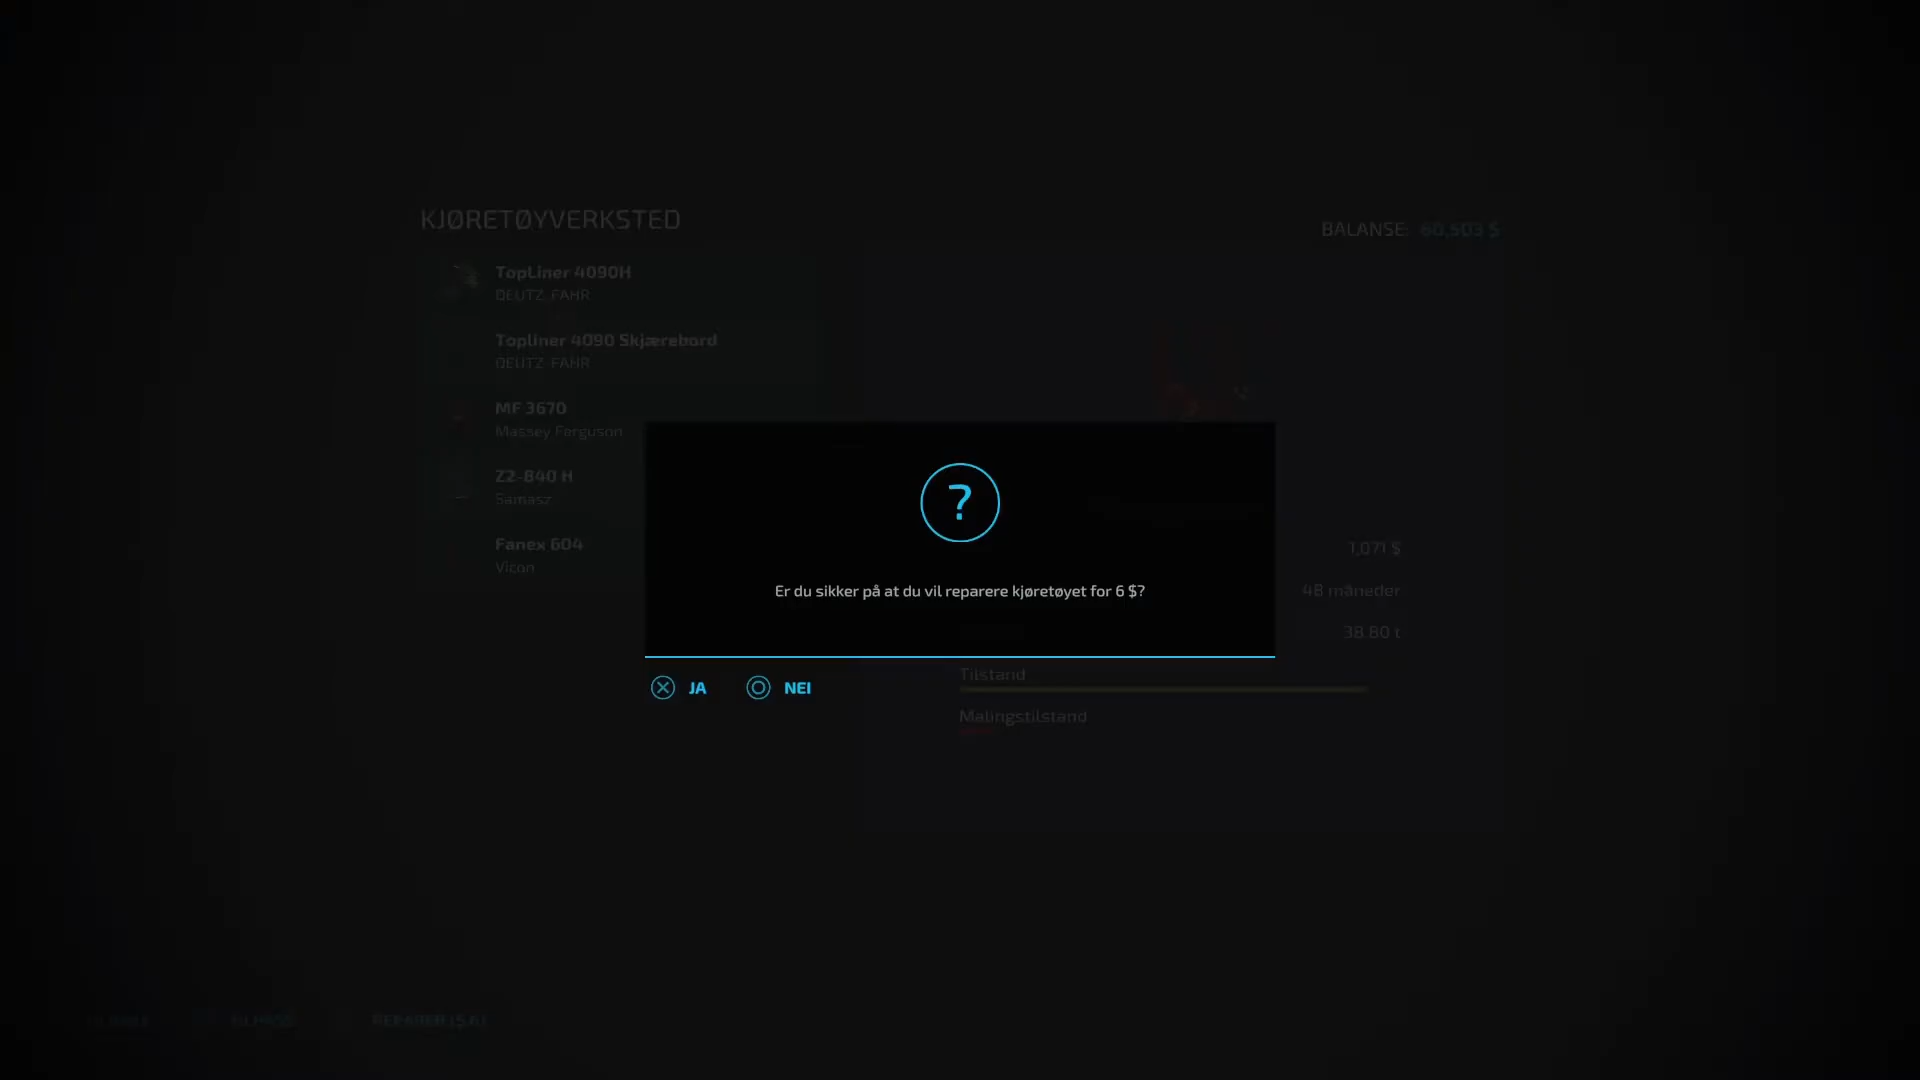 KJØRETØYVERKSTED
BALANSE: 60,503 $
TopLiner 4090H
DEUTZ-FAHR
Topliner 4090 Skjærebord
DEUTZ-FAHR
MF 3670
Massey Ferguson
Z2-840 H
Samasz
Fanex 604
Vicon
?
Er du sikker på at du vil reparere kjøretøyet for 6 $?
JA
NEI
1,071 $
48 måneder
38.80 t
Tilstand
Malingstilstand